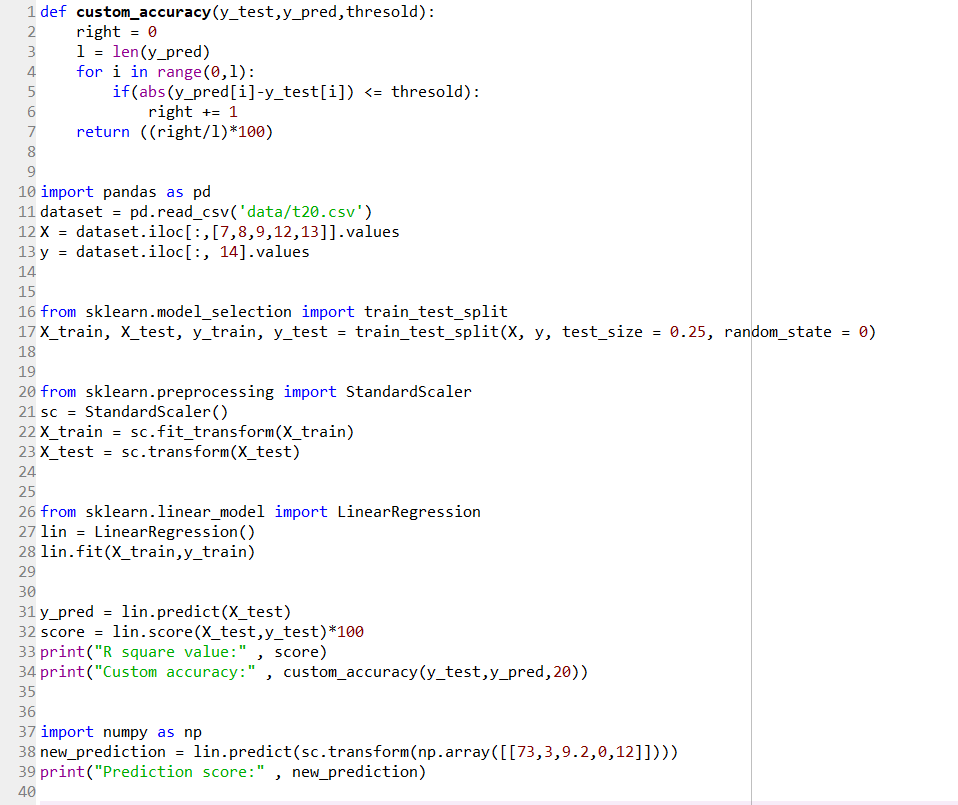 1 def custom_accuracy(y_test,y_pred,thresold):
2     right = 0
3     l = len(y_pred)
4     for i in range(0,l):
5         if(abs(y_pred[i]-y_test[i]) <= thresold):
6             right += 1
7     return ((right/l)*100)
8
9
10 import pandas as pd
11 dataset = pd.read_csv('data/t20.csv')
12 X = dataset.iloc[:,[7,8,9,12,13]].values
13 y = dataset.iloc[:, 14].values
14
15
16 from sklearn.model_selection import train_test_split
17 X_train, X_test, y_train, y_test = train_test_split(X, y, test_size = 0.25, random_state = 0)
18
19
20 from sklearn.preprocessing import StandardScaler
21 sc = StandardScaler()
22 X_train = sc.fit_transform(X_train)
23 X_test = sc.transform(X_test)
24
25
26 from sklearn.linear_model import LinearRegression
27 lin = LinearRegression()
28 lin.fit(X_train,y_train)
29
30
31 y_pred = lin.predict(X_test)
32 score = lin.score(X_test,y_test)*100
33 print("R square value:" , score)
34 print("Custom accuracy:" , custom_accuracy(y_test,y_pred,20))
35
36
37 import numpy as np
38 new_prediction = lin.predict(sc.transform(np.array([[73,3,9.2,0,12]])))
39 print("Prediction score:" , new_prediction)
40